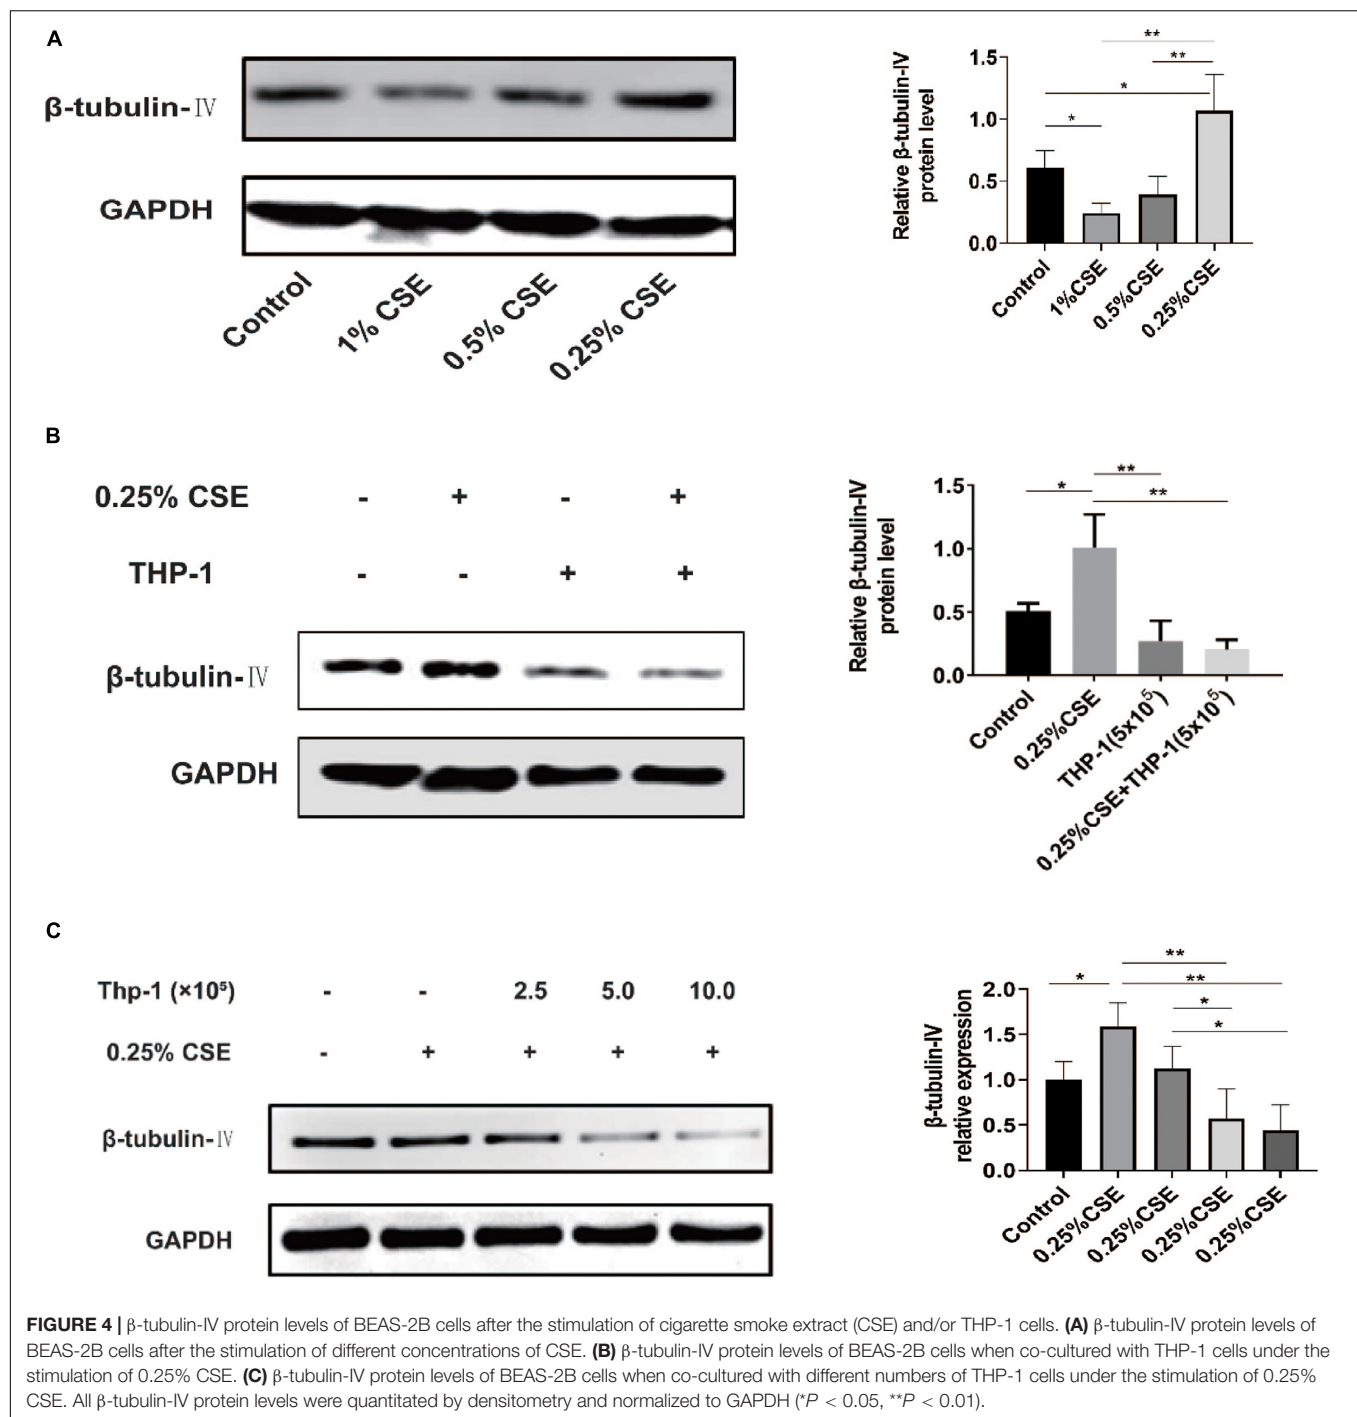 A
β-tubulin-Ⅳ
GAPDH
Control
1% CSE
0.5% CSE
0.25% CSE
Relative β-tubulin-IV
protein level
1.5
1.0
0.5
0.0
**
**
*
*
Control
1%CSE
0.5%CSE
0.25%CSE
B
0.25% CSE - + - +
THP-1 - - + +
β-tubulin-Ⅳ
GAPDH
Relative β-tubulin-IV
protein level
1.5
1.0
0.5
0.0
**
*
**
Control
0.25%CSE
THP-1(5x10⁵)
0.25%CSE+THP-1(5x10⁵)
C
Thp-1 (×10⁵) - - 2.5 5.0 10.0
0.25% CSE - + + + +
β-tubulin-Ⅳ
GAPDH
β-tubulin-IV
relative expression
2.0
1.5
1.0
0.5
0.0
**
*
**
*
*
Control
0.25%CSE
0.25%CSE
0.25%CSE
0.25%CSE
FIGURE 4 | β-tubulin-IV protein levels of BEAS-2B cells after the stimulation of cigarette smoke extract (CSE) and/or THP-1 cells. (A) β-tubulin-IV protein levels of
BEAS-2B cells after the stimulation of different concentrations of CSE. (B) β-tubulin-IV protein levels of BEAS-2B cells when co-cultured with THP-1 cells under the
stimulation of 0.25% CSE. (C) β-tubulin-IV protein levels of BEAS-2B cells when co-cultured with different numbers of THP-1 cells under the stimulation of 0.25%
CSE. All β-tubulin-IV protein levels were quantitated by densitometry and normalized to GAPDH (*P < 0.05, **P < 0.01).